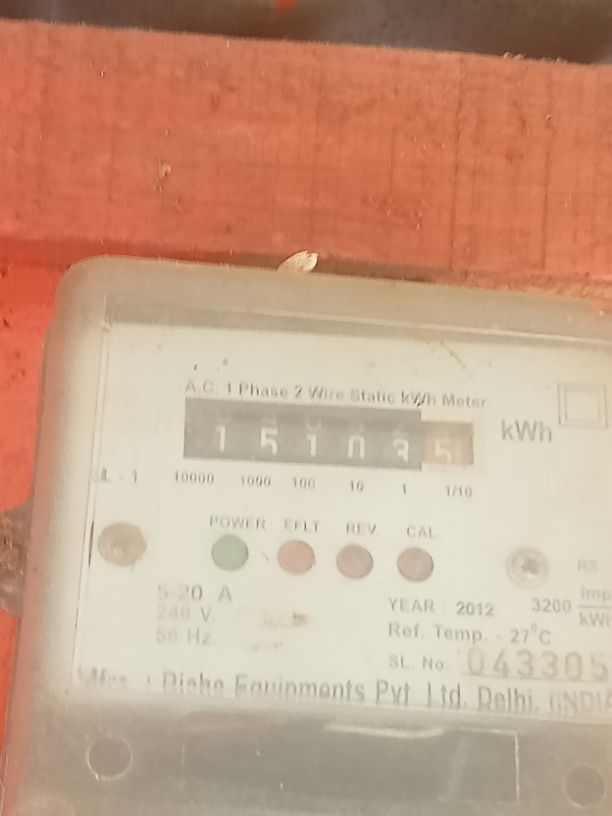 A.C. 1 Phase 2 Wire Static kWh Meter
1 5 1 0 3 5 kWh
10000 1000 100 10 1 1/10
POWER EFLT REV. CAL.
5-20 A
240 V.
50 Hz.
YEAR : 2012 3200 imp
Ref. Temp. - 27°C
SL. No. 043305
Equipments Pvt. Ltd. Delhi.